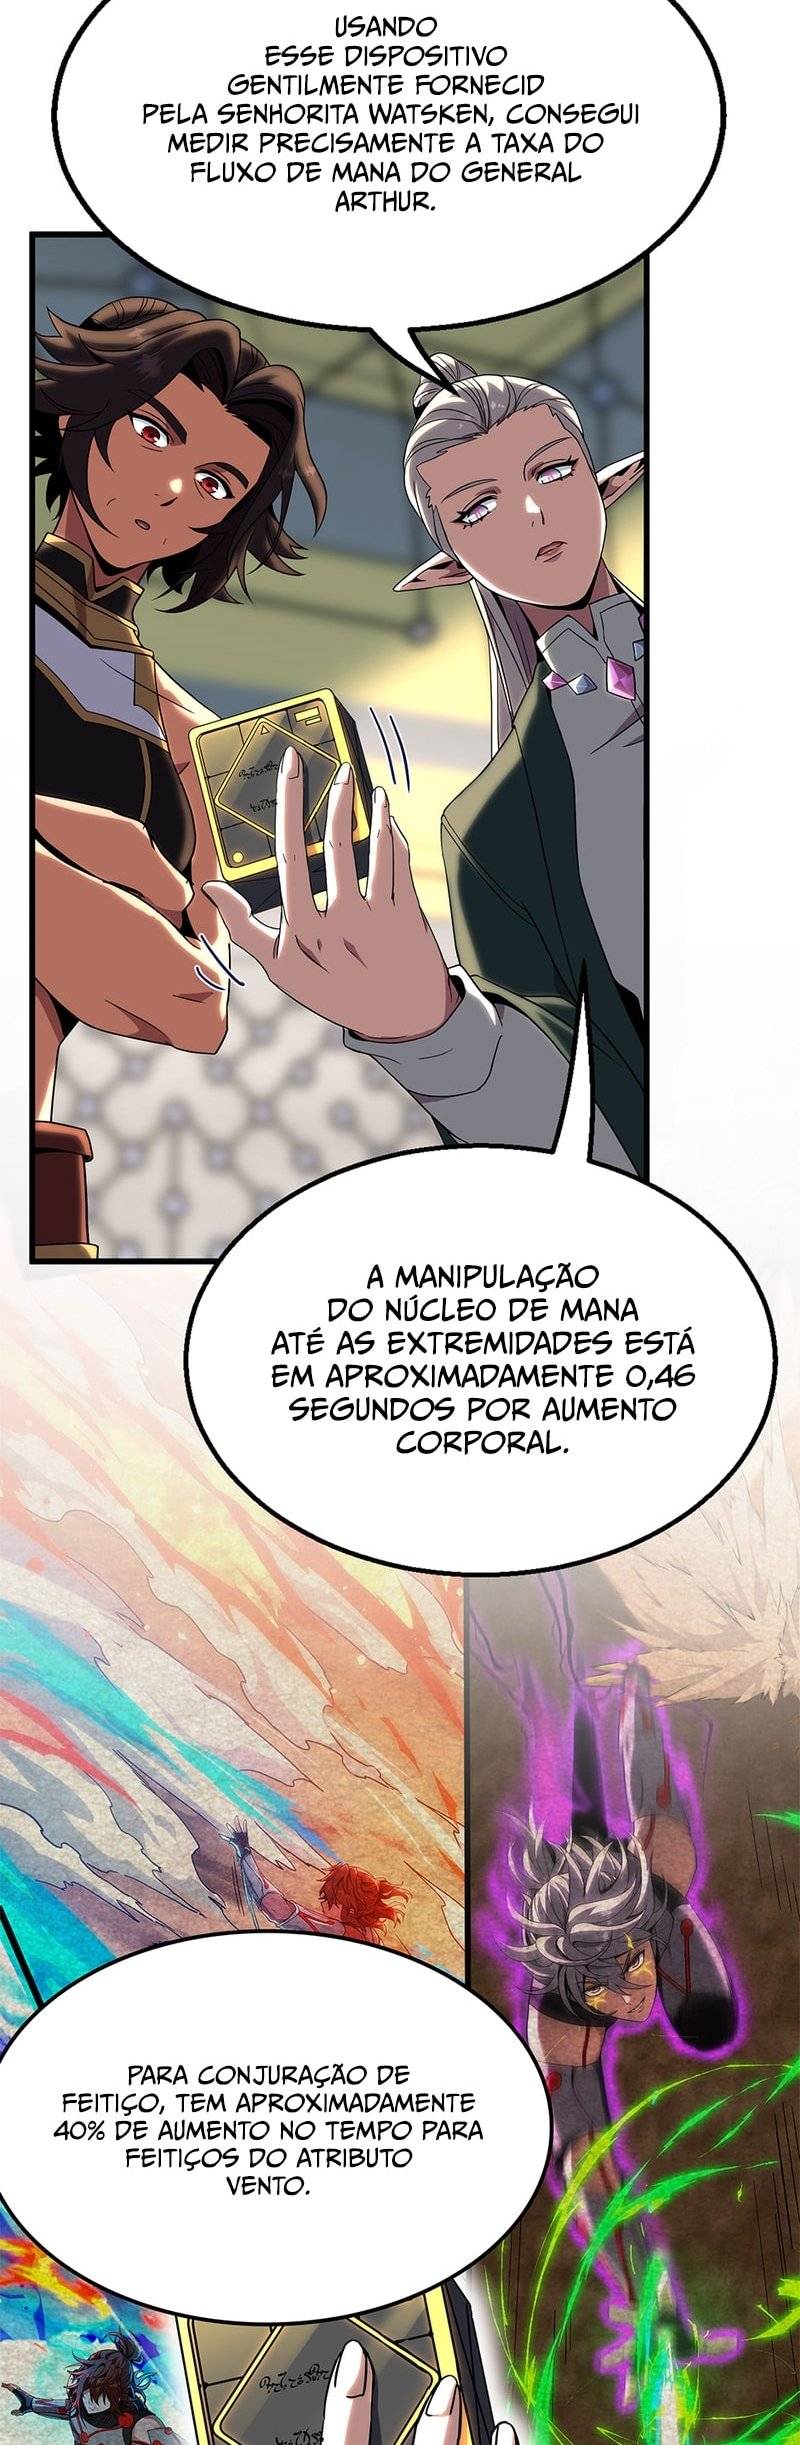 USANDO
ESSE DISPOSITIVO
GENTILMENTE FORNECID
PELA SENHORITA WATSKEN, CONSEGUI
MEDIR PRECISAMENTE A TAXA DO
FLUXO DE MANA DO GENERAL
ARTHUR.
A MANIPULAÇÃO
DO NÚCLEO DE MANA
ATÉ AS EXTREMIDADES ESTÁ
EM APROXIMADAMENTE 0,46
SEGUNDOS POR AUMENTO
CORPORAL.
PARA CONJURAÇÃO DE
FEITIÇO, TEM APROXIMADAMENTE
40% DE AUMENTO NO TEMPO PARA
FEITIÇOS DO ATRIBUTO
VENTO.